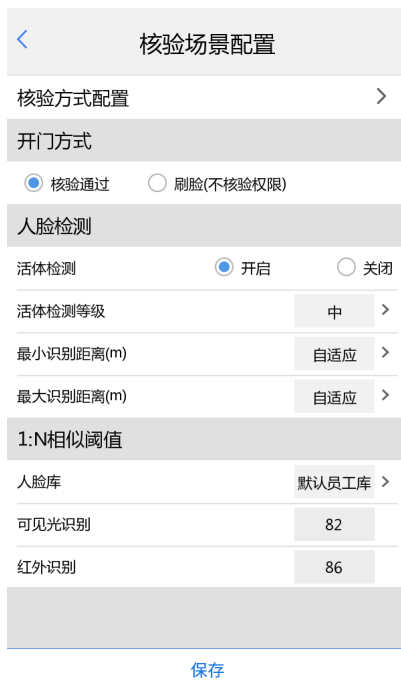 核验场景配置
核验方式配置
开门方式
核验通过 刷脸(不核验权限)
人脸检测
活体检测 开启 关闭
活体检测等级 中
最小识别距离(m) 自适应
最大识别距离(m) 自适应
1:N相似阈值
人脸库 默认员工库
可见光识别 82
红外识别 86
保存